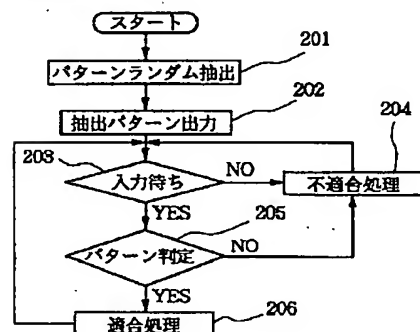 スタート
201
パターンランダム抽出
202
抽出パターン出力
203
204
入力待ち
NO
不適合処理
YES
205
パターン判定
NO
YES
206
適合処理